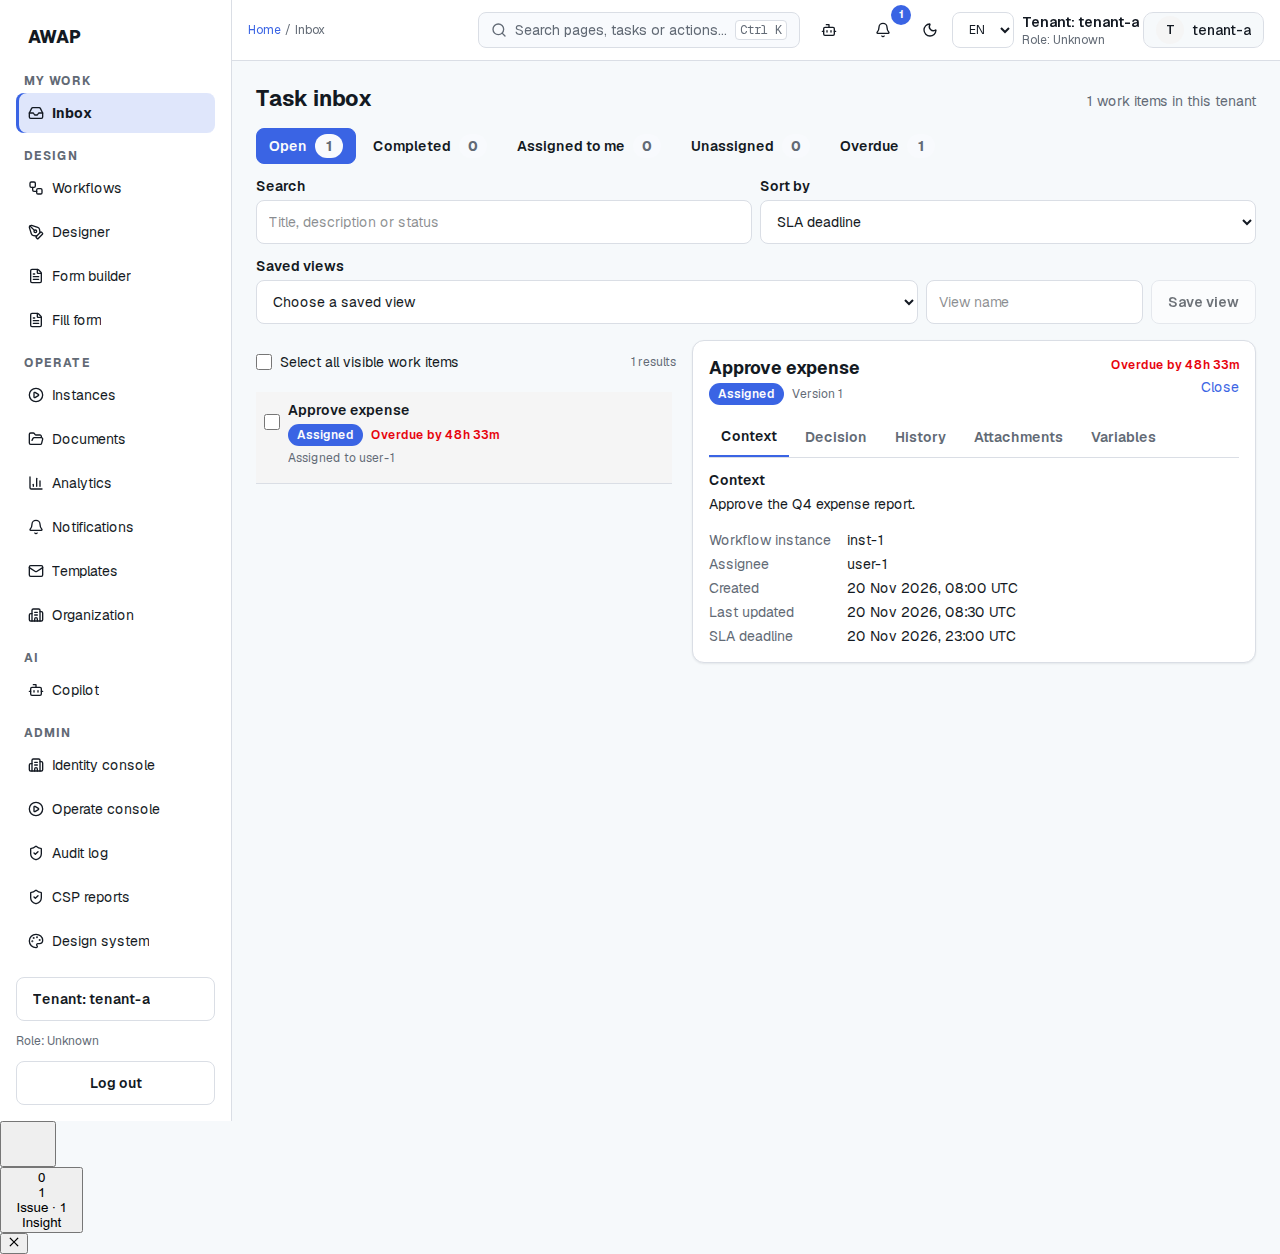 AWAP
MY WORK
Inbox
DESIGN
Workflows
Designer
Form builder
Fill form
OPERATE
Instances
Documents
Analytics
Notifications
Templates
Organization
AI
Copilot
ADMIN
Identity console
Operate console
Audit log
CSP reports
Design system
Tenant: tenant-a
Role: Unknown
Log out
0
1
Issue · 1
Insight
Home / Inbox
Search pages, tasks or actions... Ctrl K
1
EN
Tenant: tenant-a
Role: Unknown
T tenant-a
Task inbox
1 work items in this tenant
Open 1 Completed 0 Assigned to me 0 Unassigned 0 Overdue 1
Search
Title, description or status
Sort by
SLA deadline
Saved views
Choose a saved view
View name
Save view
Select all visible work items 1 results
Approve expense
Assigned Overdue by 48h 33m
Assigned to user-1
Approve expense
Overdue by 48h 33m
Assigned Version 1
Close
Context Decision History Attachments Variables
Context
Approve the Q4 expense report.
Workflow instance inst-1
Assignee user-1
Created 20 Nov 2026, 08:00 UTC
Last updated 20 Nov 2026, 08:30 UTC
SLA deadline 20 Nov 2026, 23:00 UTC